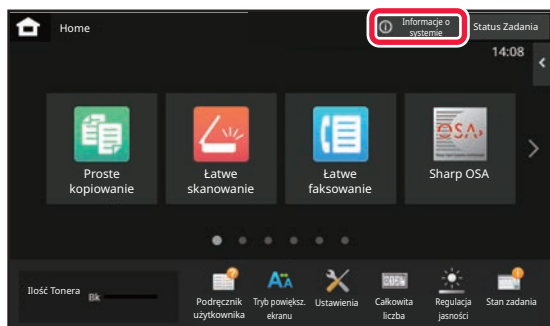 Home
Informacje o
systemie
Status Zadania
14:08
Proste
kopiowanie
Łatwe
skanowanie
Łatwe
faksowanie
OSA
Sharp OSA
Ilość Tonera
Bk
Podręcznik
użytkownika
Tryb powiększ.
ekranu
Ustawienia
Całkowita
liczba
Regulacja
jasności
Stan zadania